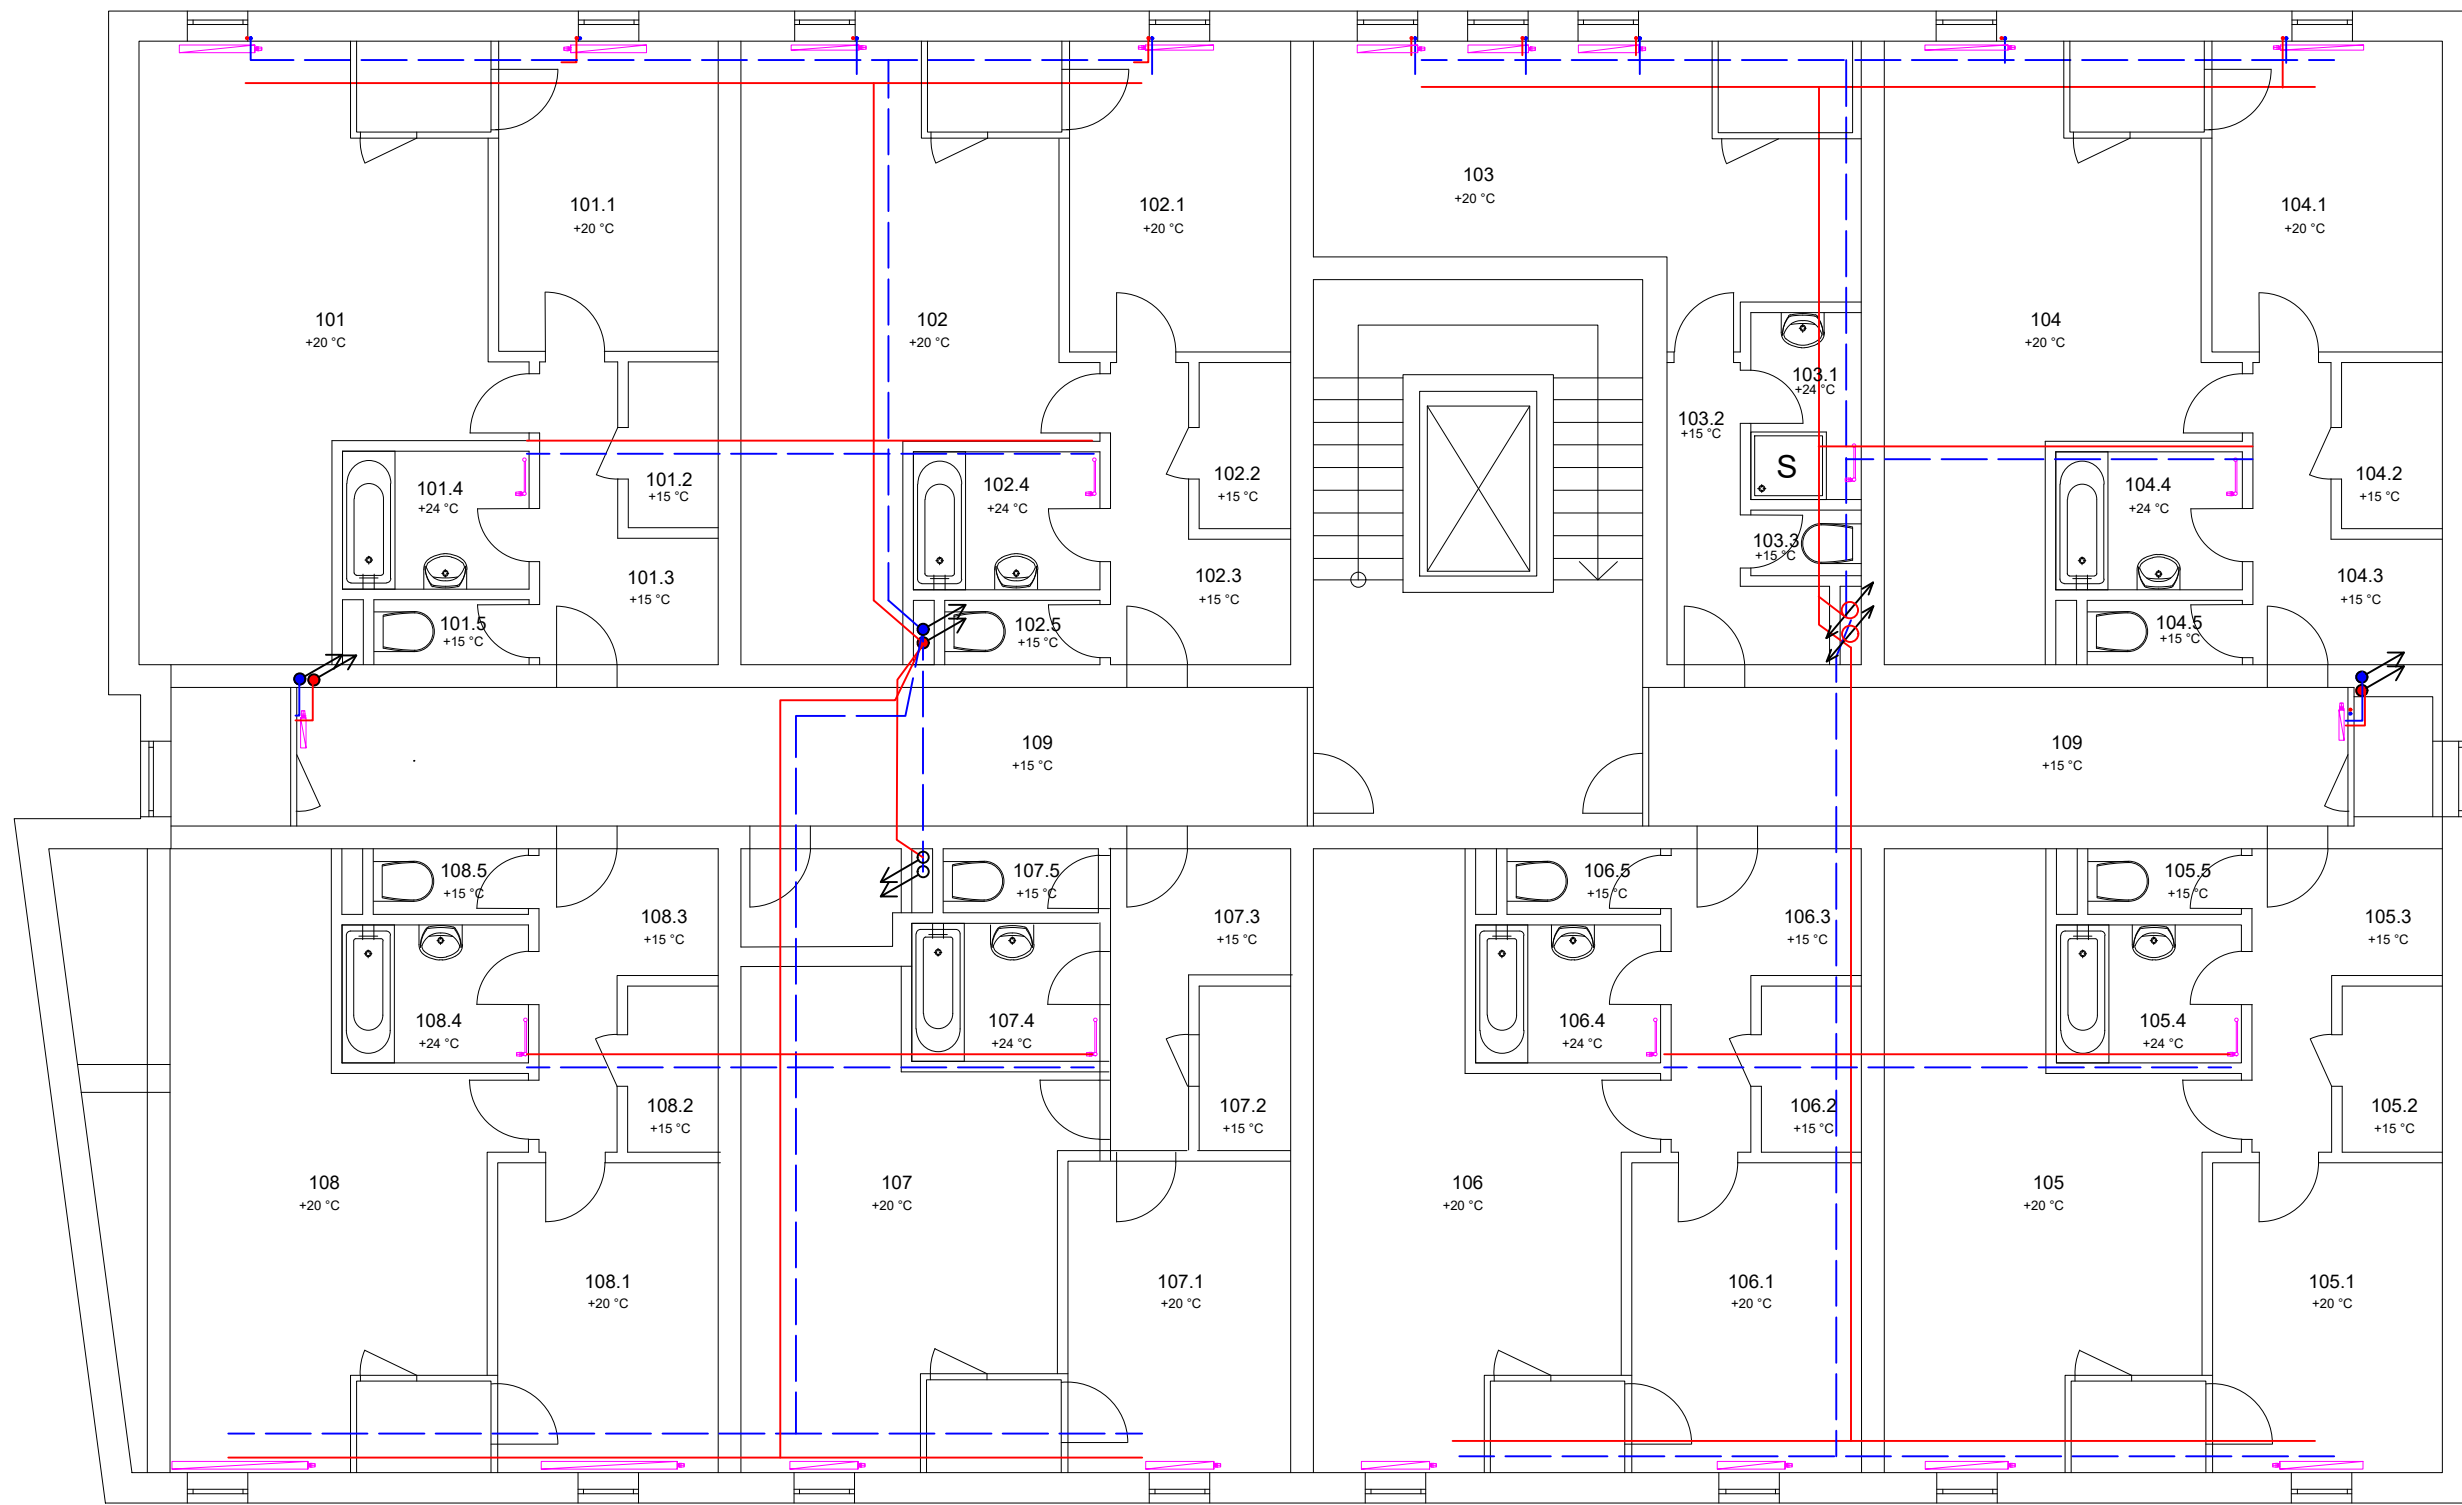 103
+20 °C
101.1
+20 °C
102.1
+20 °C
104.1
+20 °C
101
+20 °C
102
+20 °C
104
+20 °C
103.1
+24 °C
103.2
+15 °C
S
101.4
+24 °C
101.2
+15 °C
102.4
+24 °C
102.2
+15 °C
104.4
+24 °C
104.2
+15 °C
103.3
+15 °C
101.3
+15 °C
102.3
+15 °C
104.3
+15 °C
101.5
+15 °C
102.5
+15 °C
104.5
+15 °C
109
+15 °C
109
+15 °C
108.5
+15 °C
107.5
+15 °C
106.5
+15 °C
105.5
+15 °C
108.3
+15 °C
107.3
+15 °C
106.3
+15 °C
105.3
+15 °C
108.4
+24 °C
107.4
+24 °C
106.4
+24 °C
105.4
+24 °C
108.2
+15 °C
107.2
+15 °C
106.2
+15 °C
105.2
+15 °C
108
+20 °C
107
+20 °C
106
+20 °C
105
+20 °C
108.1
+20 °C
107.1
+20 °C
106.1
+20 °C
105.1
+20 °C